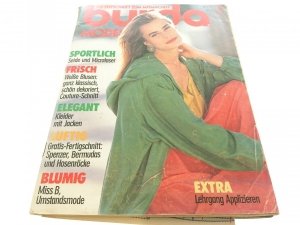 burda
MODEN
SPORTLICH
Seide und Microfaser
FRISCH
Weiße Blusen:
ganz klassisch,
schön dekoriert,
Couture-Schnitt
ELEGANT
Kleider
mit Jacken
LUFTIG
Gratis-Fertigschnitt:
Spenzer, Bermudas
und Hosenröcke
BLUMIG
Miss B,
Umstandsmode
EXTRA
Lehrgang Applizieren